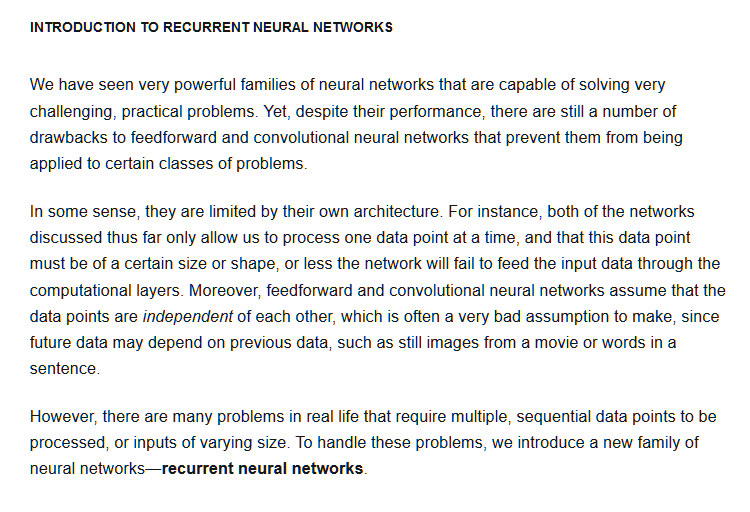 INTRODUCTION TO RECURRENT NEURAL NETWORKS
We have seen very powerful families of neural networks that are capable of solving very
challenging, practical problems. Yet, despite their performance, there are still a number of
drawbacks to feedforward and convolutional neural networks that prevent them from being
applied to certain classes of problems.
In some sense, they are limited by their own architecture. For instance, both of the networks
discussed thus far only allow us to process one data point at a time, and that this data point
must be of a certain size or shape, or less the network will fail to feed the input data through the
computational layers. Moreover, feedforward and convolutional neural networks assume that the
data points are independent of each other, which is often a very bad assumption to make, since
future data may depend on previous data, such as still images from a movie or words in a
sentence.
However, there are many problems in real life that require multiple, sequential data points to be
processed, or inputs of varying size. To handle these problems, we introduce a new family of
neural networks—recurrent neural networks.